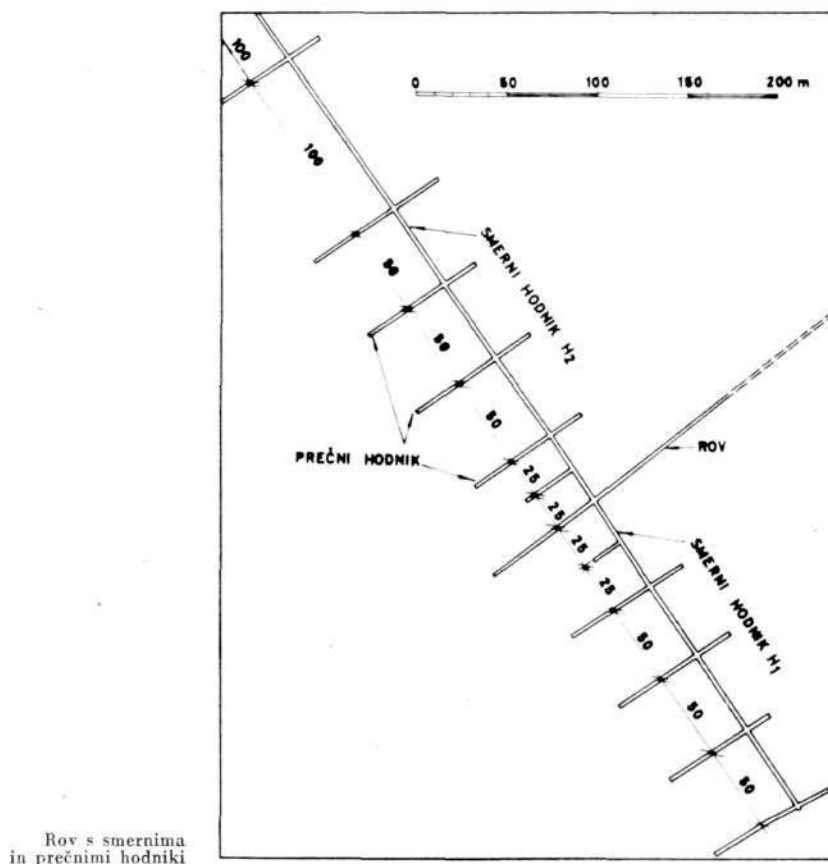 100
0 50 100 150 200 m
100
SMERNI HODNIK H2
50
50
50
PREČNI HODNIK
ROV
25
25
25
25
SMERNI HODNIK H1
50
50
50
Rov s smernima
in prečnimi hodniki